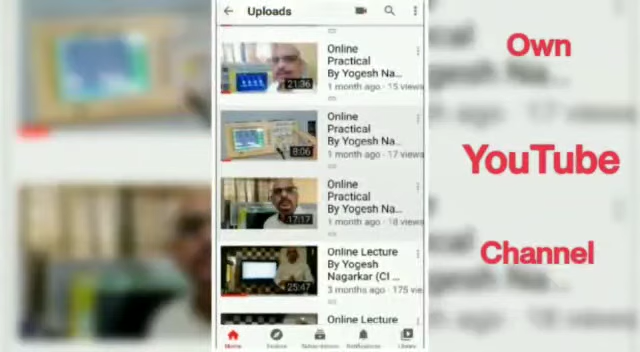 Uploads
Online
Practical
By Yogesh Na...
1 month ago · 15 views
21:36
Online
Practical
By Yogesh Na...
1 month ago · 17 views
8:06
Online
Practical
By Yogesh Na...
1 month ago · 18 views
17:17
Online Lecture
By Yogesh
Nagarkar (CI ...
3 months ago · 175 vie
25:47
Online Lecture
Home
Library
Own
YouTube
Channel